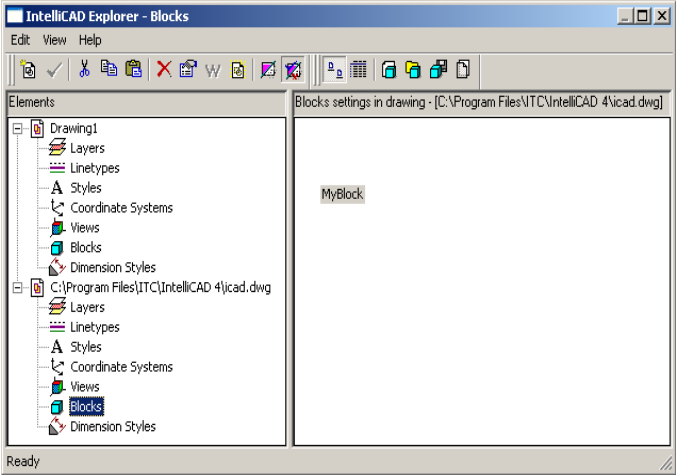 IntelliCAD Explorer - Blocks
Edit View Help
Elements
Blocks settings in drawing - [C:\Program Files\ITC\IntelliCAD 4\icad.dwg]
Drawing1
Layers
Linetypes
Styles
Coordinate Systems
Views
Blocks
Dimension Styles
C:\Program Files\ITC\IntelliCAD 4\icad.dwg
Layers
Linetypes
Styles
Coordinate Systems
Views
Blocks
Dimension Styles
MyBlock
Ready